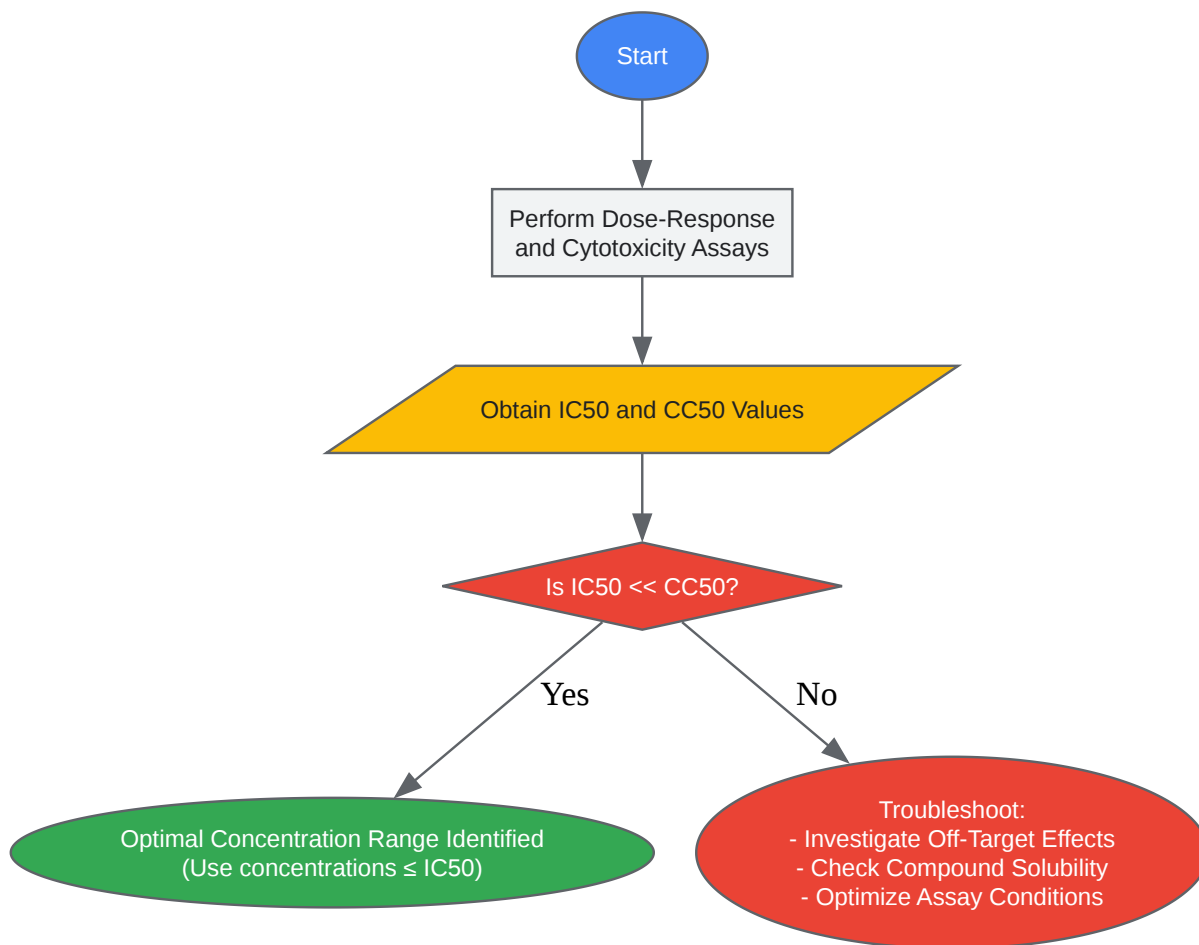 Start
Perform Dose-Response
and Cytotoxicity Assays
Obtain IC50 and CC50 Values
Is IC50 << CC50?
Yes
No
Optimal Concentration Range Identified
(Use concentrations ≤ IC50)
Troubleshoot:
- Investigate Off-Target Effects
- Check Compound Solubility
- Optimize Assay Conditions